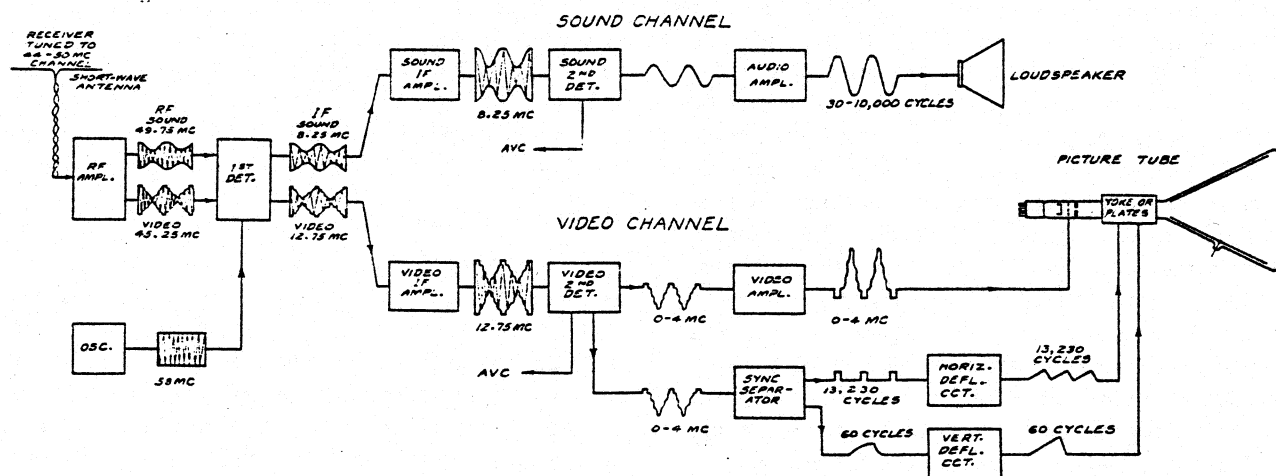 SOUND CHANNEL
RECEIVER
TUNED TO
44-50 MC
CHANNEL
SHORT-WAVE
ANTENNA
RF
AMPL.
RF
SOUND
49.75 MC
VIDEO
45.25 MC
1ST
DET.
IF
SOUND
8.25 MC
VIDEO
12.75 MC
OSC.
58 MC
SOUND
IF
AMPL.
8.25 MC
SOUND
2ND
DET.
AVC
AUDIO
AMPL.
30-10,000 CYCLES
LOUDSPEAKER
PICTURE TUBE
YOKE OR
PLATES
VIDEO CHANNEL
VIDEO
IF
AMPL.
12.75 MC
VIDEO
2ND
DET.
AVC
0-4 MC
VIDEO
AMPL.
0-4 MC
0-4 MC
SYNC
SEPAR-
ATOR
13,230
CYCLES
HORIZ.
DEFL.
CCT.
13,230
CYCLES
60 CYCLES
VERT.
DEFL.
CCT.
60 CYCLES